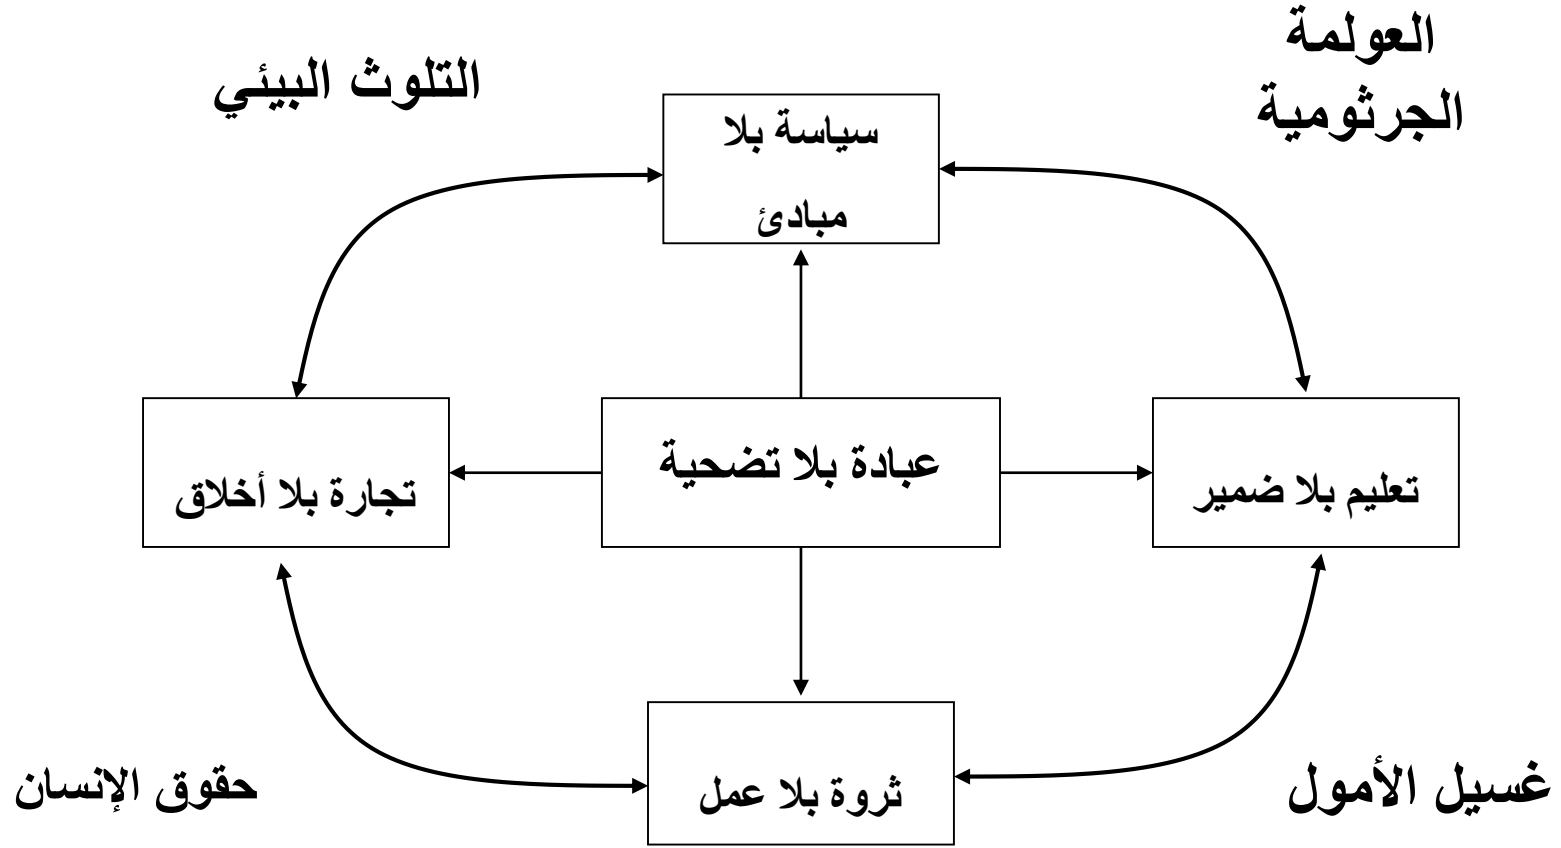 العولمة
الجرثومية
التلوث البيئي
سياسة بلا
مبادئ
تعليم بلا ضمير
عبادة بلا تضحية
تجارة بلا أخلاق
ثروة بلا عمل
غسيل الأمول
حقوق الإنسان